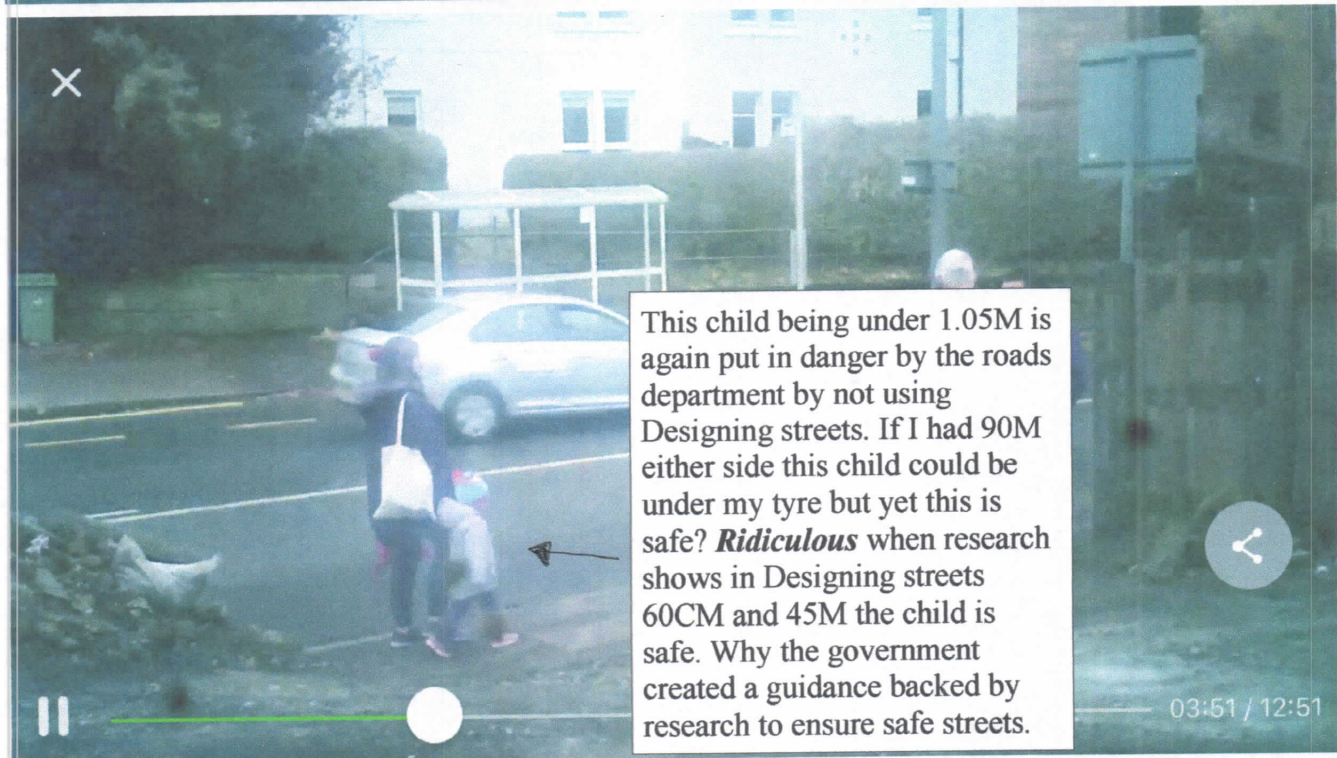 This child being under 1.05M is
again put in danger by the roads
department by not using
Designing streets. If I had 90M
either side this child could be
under my tyre but yet this is
safe? Ridiculous when research
shows in Designing streets
60CM and 45M the child is
safe. Why the government
created a guidance backed by
research to ensure safe streets.
03:51 / 12:51